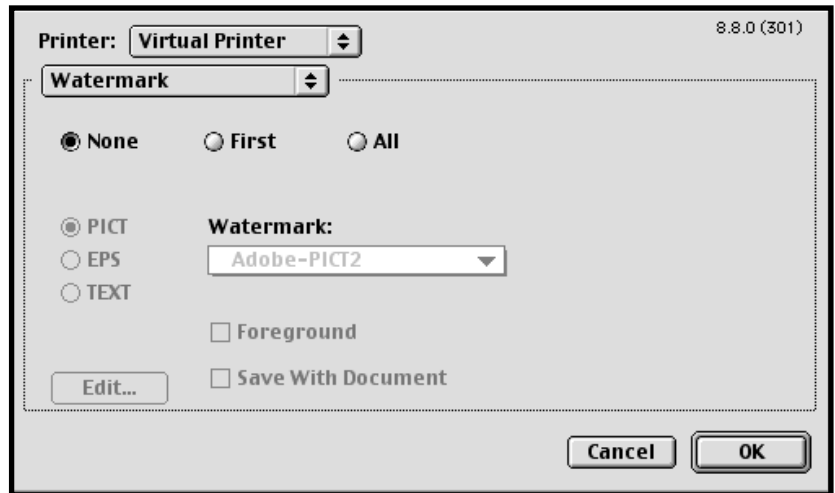 8.8.0 (301)
Printer: Virtual Printer
Watermark
None First All
PICT Watermark:
EPS Adobe-PICT2
TEXT
Foreground
Edit... Save With Document
Cancel OK